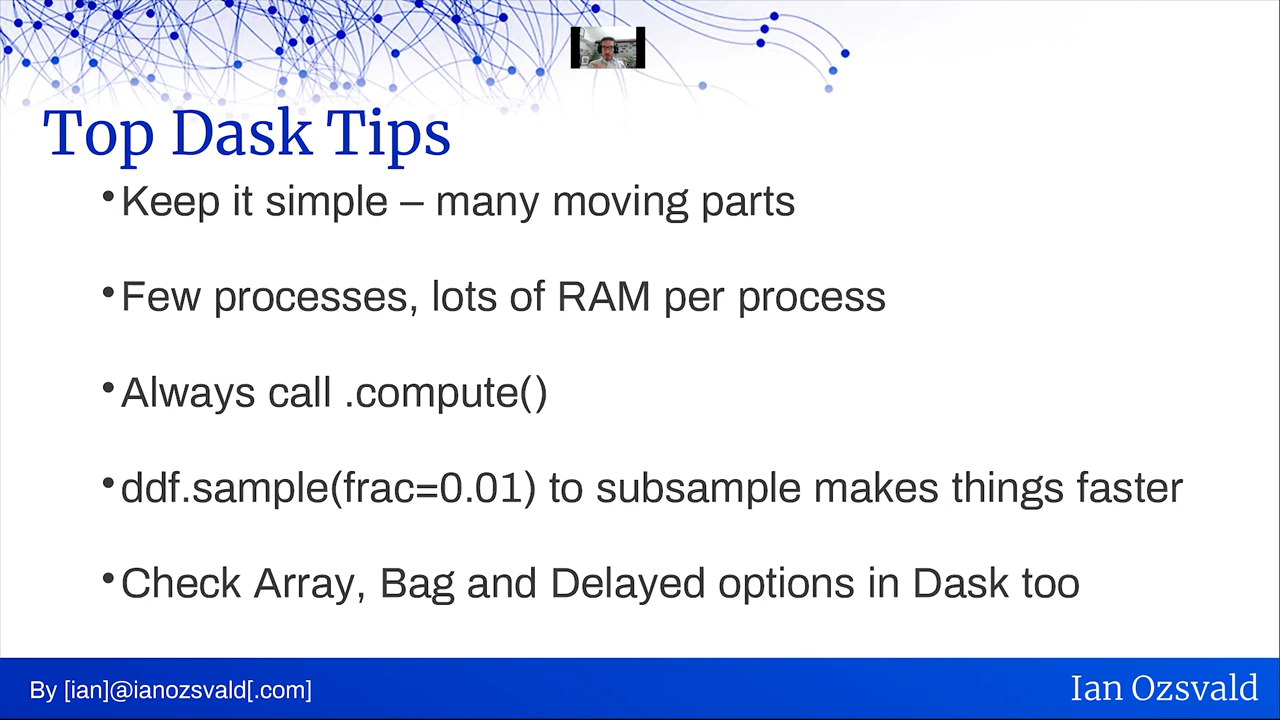 Top Dask Tips
•Keep it simple – many moving parts
•Few processes, lots of RAM per process
•Always call .compute()
•ddf.sample(frac=0.01) to subsample makes things faster
•Check Array, Bag and Delayed options in Dask too
By [ian]@ianozsvald[.com]
Ian Ozsvald